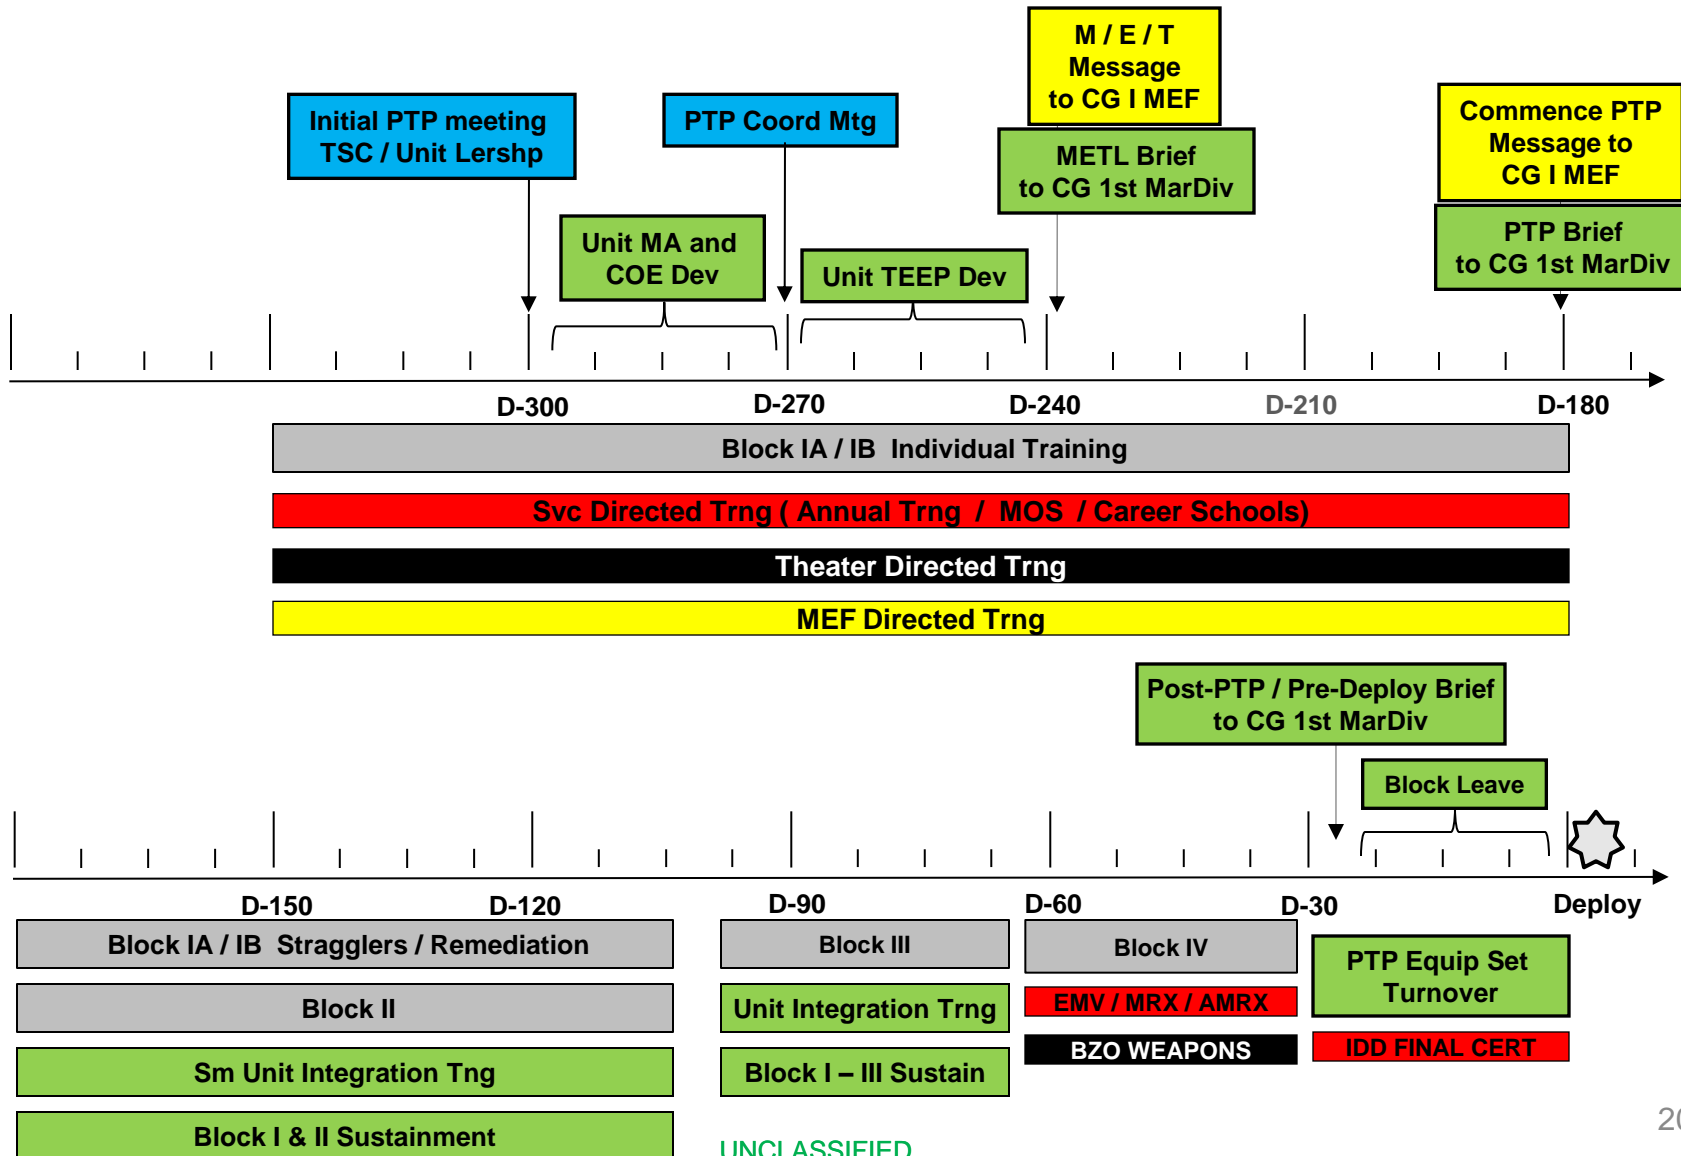 M / E / T
Message
to CG I MEF
Initial PTP meeting
TSC / Unit Lershp
PTP Coord Mtg
Commence PTP
Message to
CG I MEF
METL Brief
to CG 1st MarDiv
PTP Brief
to CG 1st MarDiv
Unit MA and
COE Dev
Unit TEEP Dev
D-300
D-270
D-240
D-210
D-180
Block IA / IB  Individual Training
Svc Directed Trng ( Annual Trng  /  MOS  / Career Schools)
Theater Directed Trng
MEF Directed Trng
Post-PTP / Pre-Deploy Brief
to CG 1st MarDiv
Block Leave
D-150
D-120
D-90
D-60
D-30
Deploy
Block IA / IB  Stragglers / Remediation
Block II
Sm Unit Integration Tng
Block I & II Sustainment
Block III
Unit Integration Trng
Block I – III Sustain
Block IV
EMV / MRX / AMRX
BZO WEAPONS
PTP Equip Set
Turnover
IDD FINAL CERT
UNCLASSIFIED